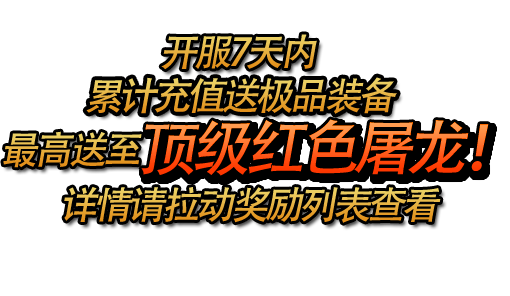 开服7天内
累计充值送极品装备
最高送至顶级红色屠龙！
详情请拉动奖励列表查看